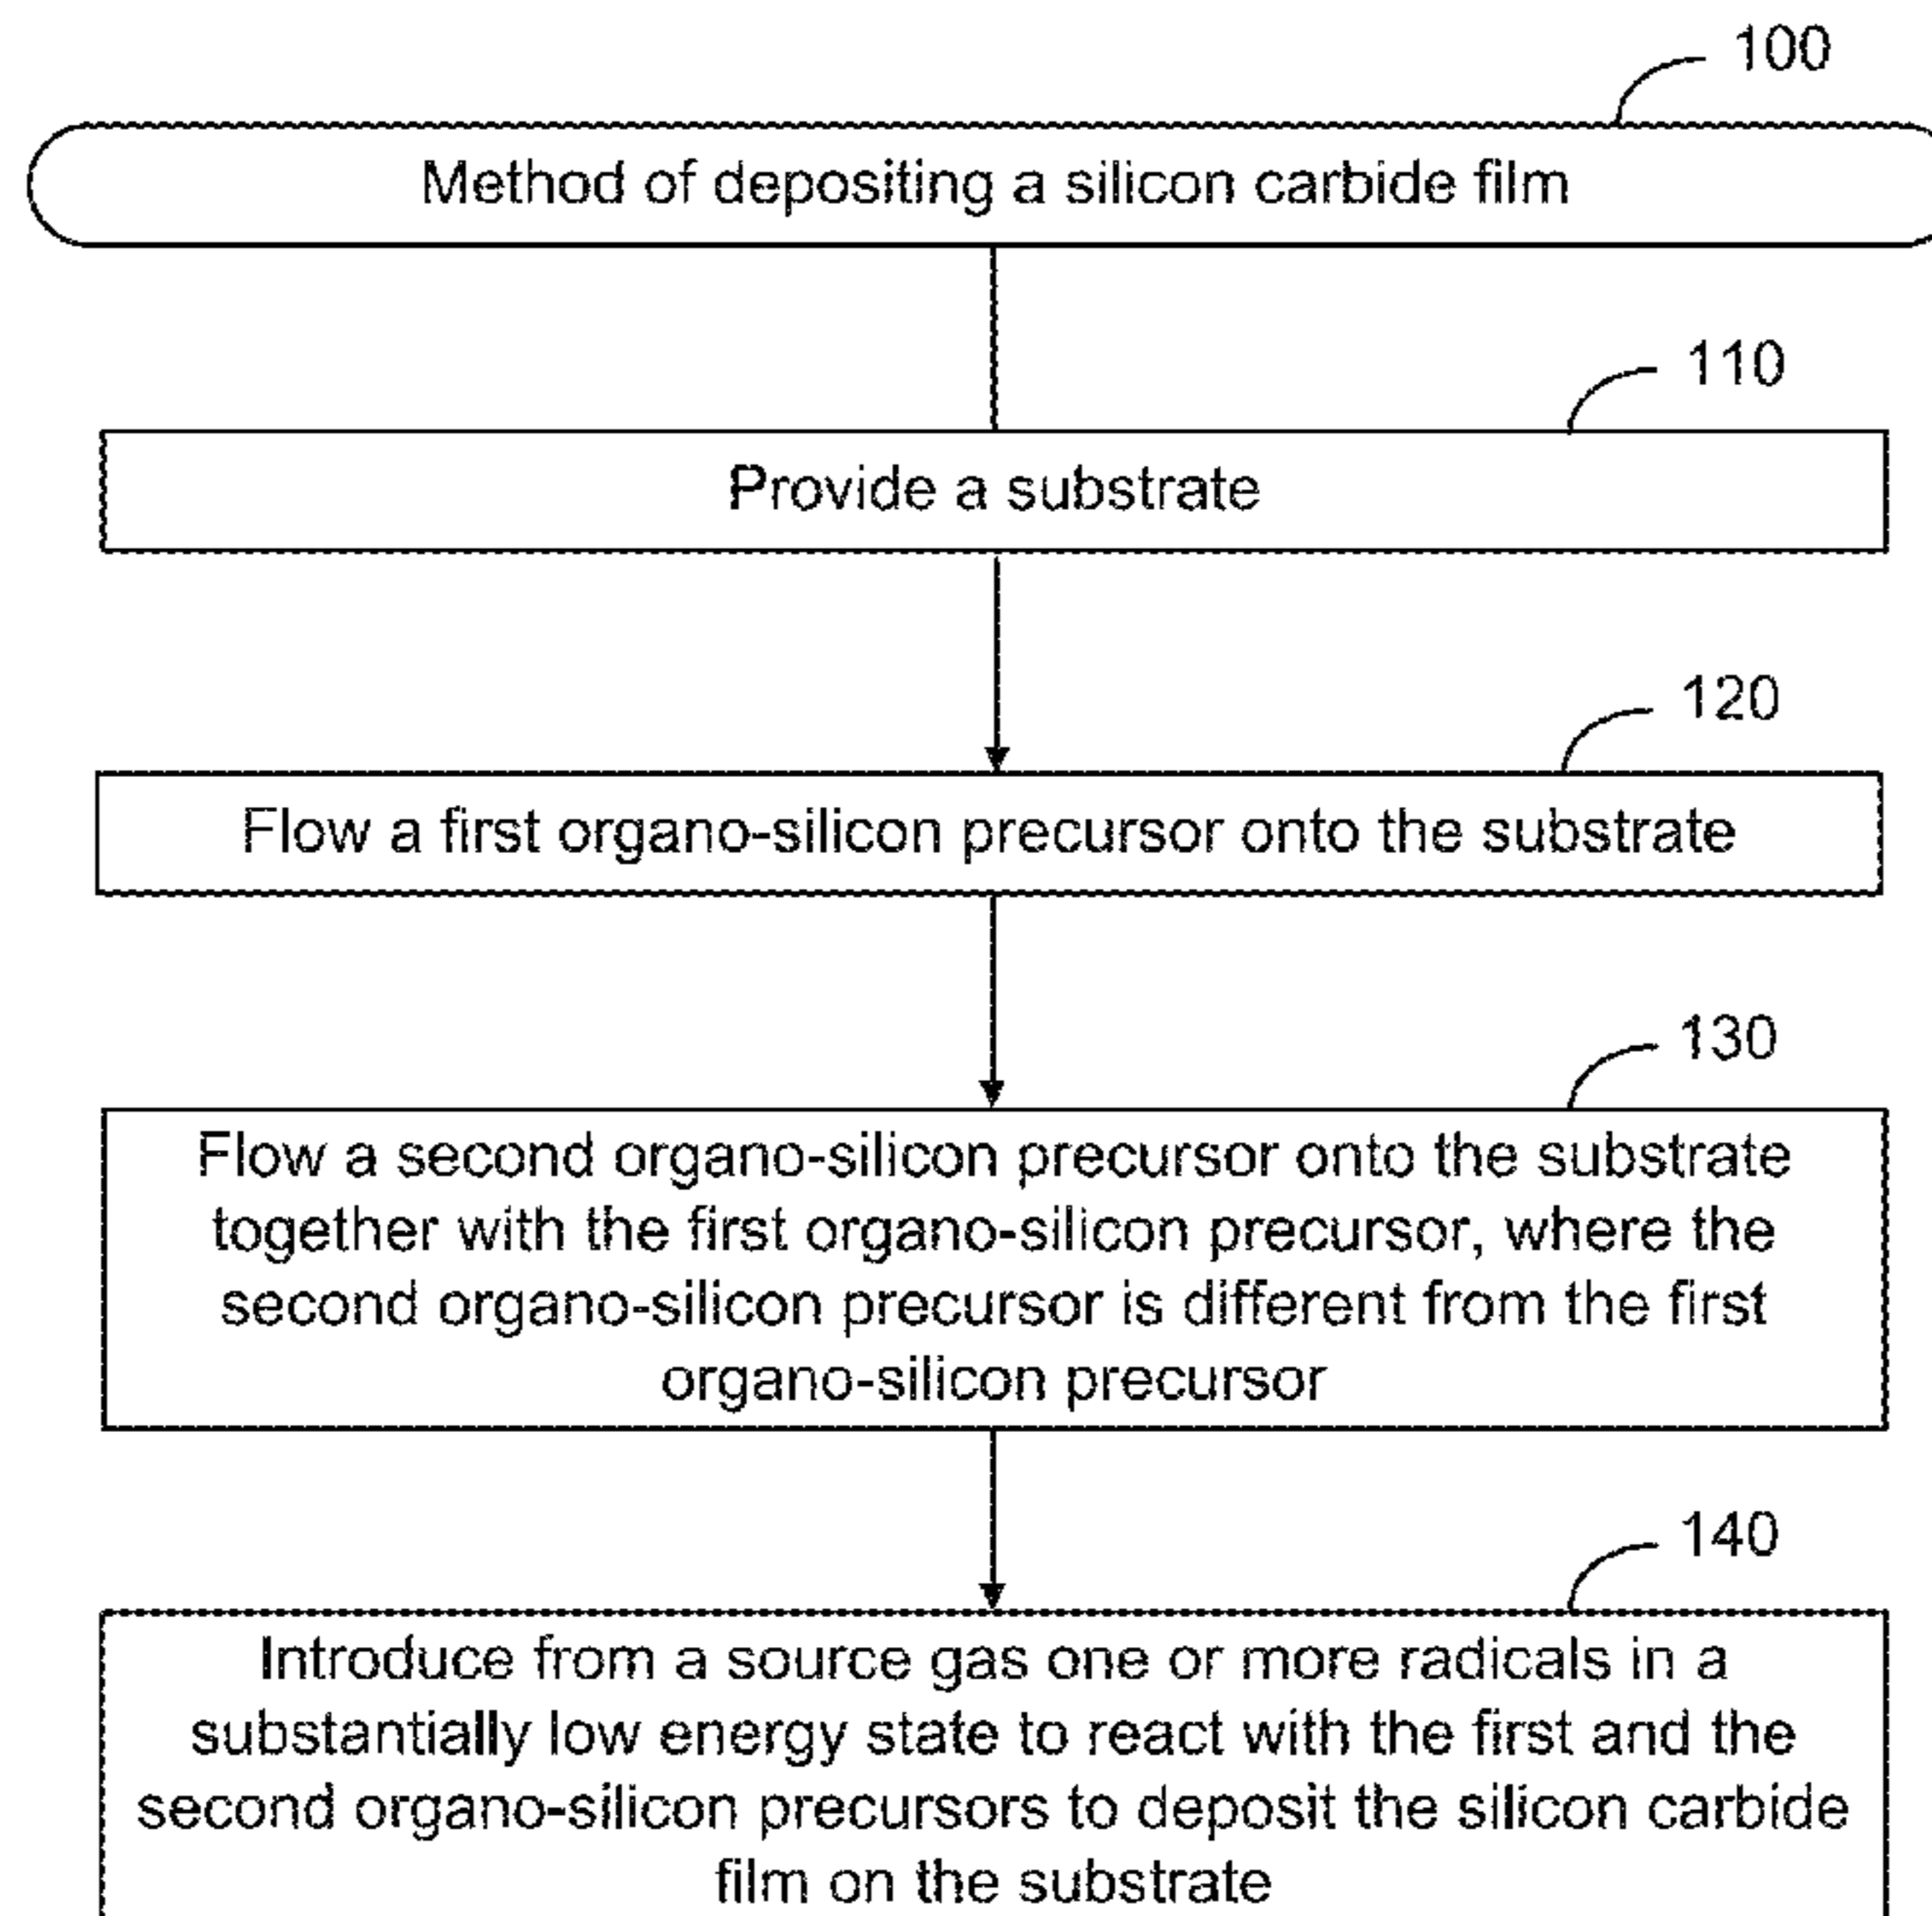 100
Method of depositing a silicon carbide film
110
Provide a substrate
120
Flow a first organo-silicon precursor onto the substrate
130
Flow a second organo-silicon precursor onto the substrate
together with the first organo-silicon precursor, where the
second organo-silicon precursor is different from the first
organo-silicon precursor
140
Introduce from a source gas one or more radicals in a
substantially low energy state to react with the first and the
second organo-silicon precursors to deposit the silicon carbide
film on the substrate